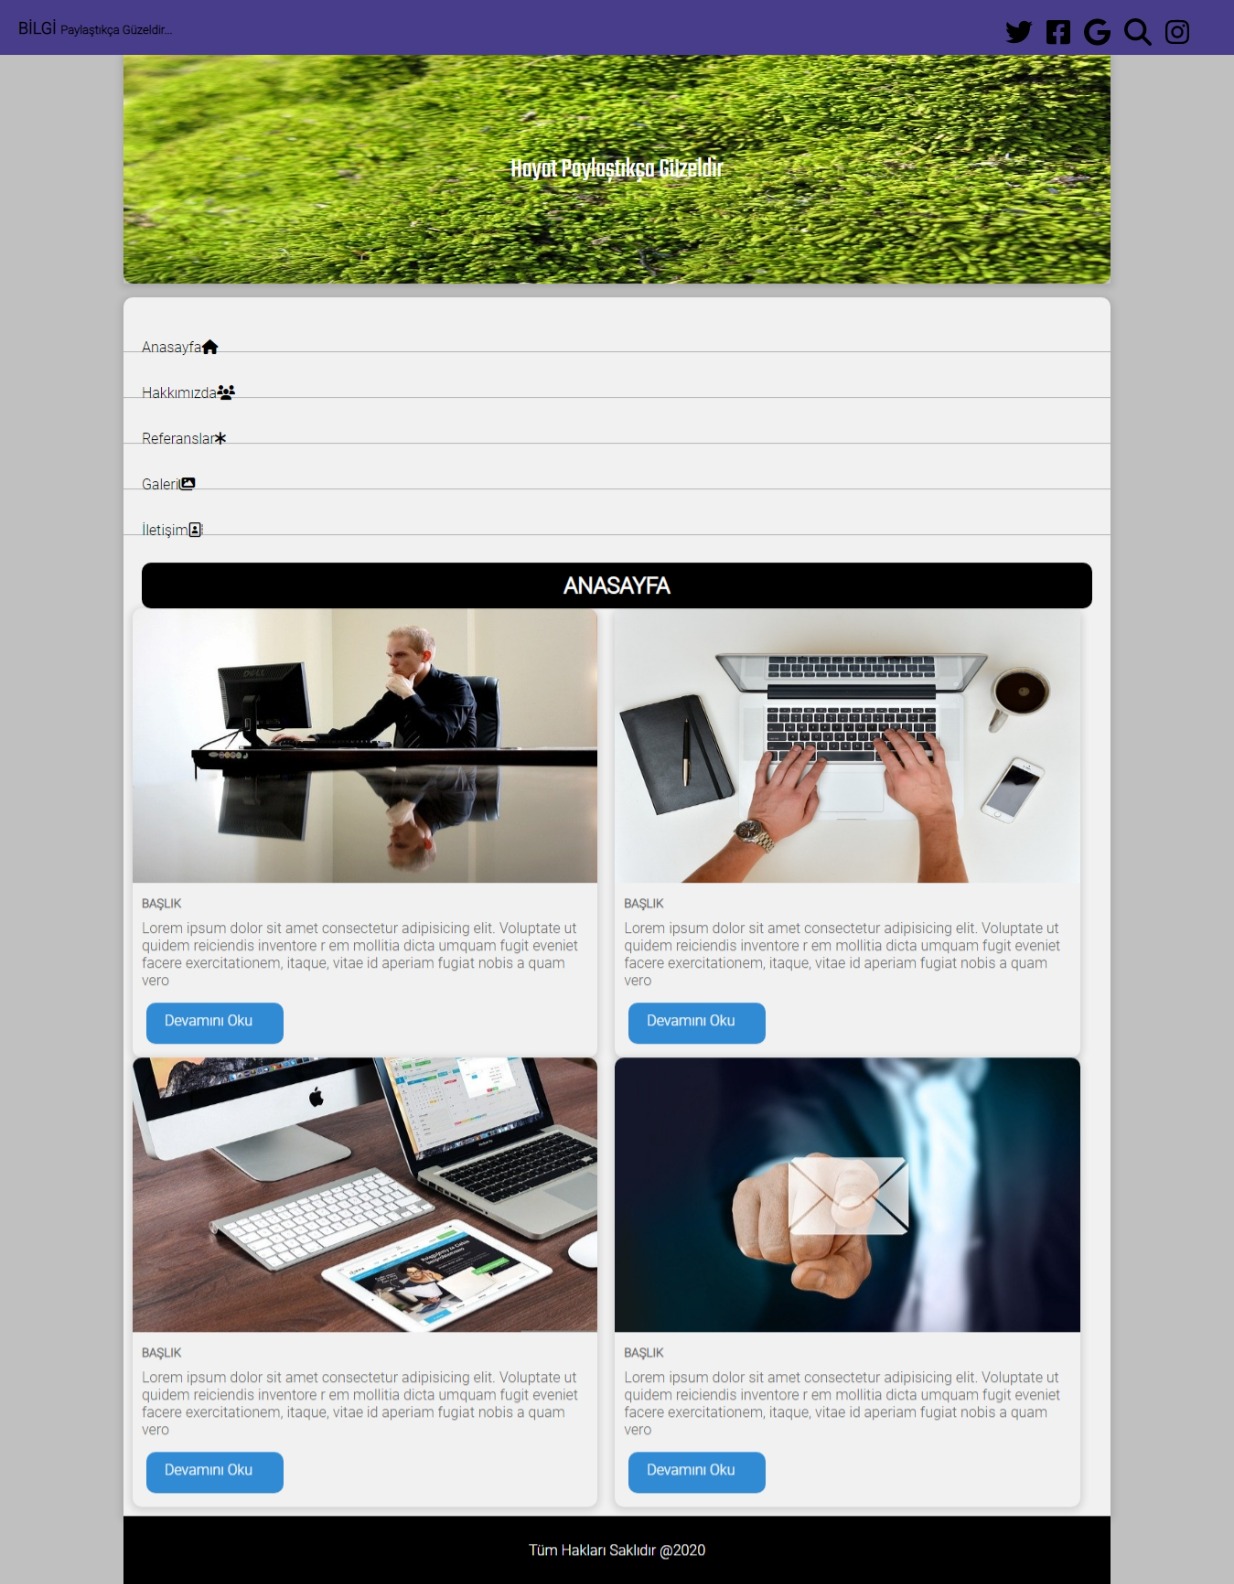 BİLGİ Paylaştıkça Güzeldir...
Hayat Paylaştıkça Güzeldir
Anasayfa
Hakkımızda
Referanslar
Galeri
İletişim
ANASAYFA
BAŞLIK
Lorem ipsum dolor sit amet consectetur adipisicing elit. Voluptate ut
quidem reiciendis inventore r em mollitia dicta umquam fugit eveniet
facere exercitationem, itaque, vitae id aperiam fugiat nobis a quam
vero
Devamını Oku
BAŞLIK
Lorem ipsum dolor sit amet consectetur adipisicing elit. Voluptate ut
quidem reiciendis inventore r em mollitia dicta umquam fugit eveniet
facere exercitationem, itaque, vitae id aperiam fugiat nobis a quam
vero
Devamını Oku
BAŞLIK
Lorem ipsum dolor sit amet consectetur adipisicing elit. Voluptate ut
quidem reiciendis inventore r em mollitia dicta umquam fugit eveniet
facere exercitationem, itaque, vitae id aperiam fugiat nobis a quam
vero
Devamını Oku
BAŞLIK
Lorem ipsum dolor sit amet consectetur adipisicing elit. Voluptate ut
quidem reiciendis inventore r em mollitia dicta umquam fugit eveniet
facere exercitationem, itaque, vitae id aperiam fugiat nobis a quam
vero
Devamını Oku
Tüm Hakları Saklıdır @2020